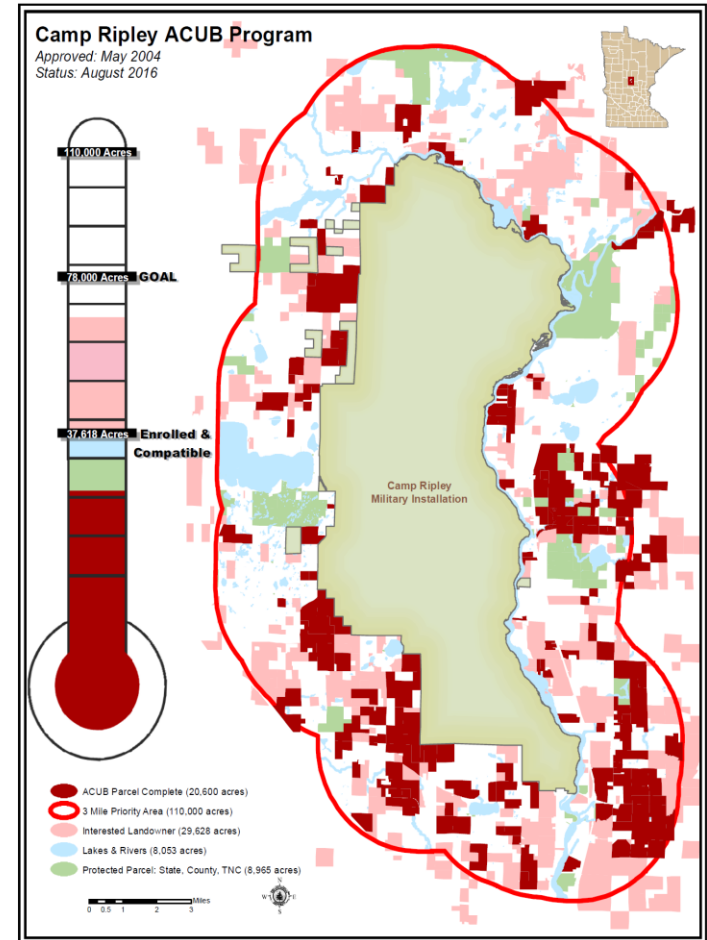 Camp Ripley ACUB Program
Approved: May 2004
Status: August 2016
110,000 Acres
78,000 Acres GOAL
37,618 Acres Enrolled &
Compatible
Camp Ripley
Military Installation
ACUB Parcel Complete (20,600 acres)
3 Mile Priority Area (110,000 acres)
Interested Landowner (29,628 acres)
Lakes & Rivers (8,053 acres)
Protected Parcel: State, County, TNC (8,965 acres)
Miles
0 0.5 1 2 3
N
W E
S